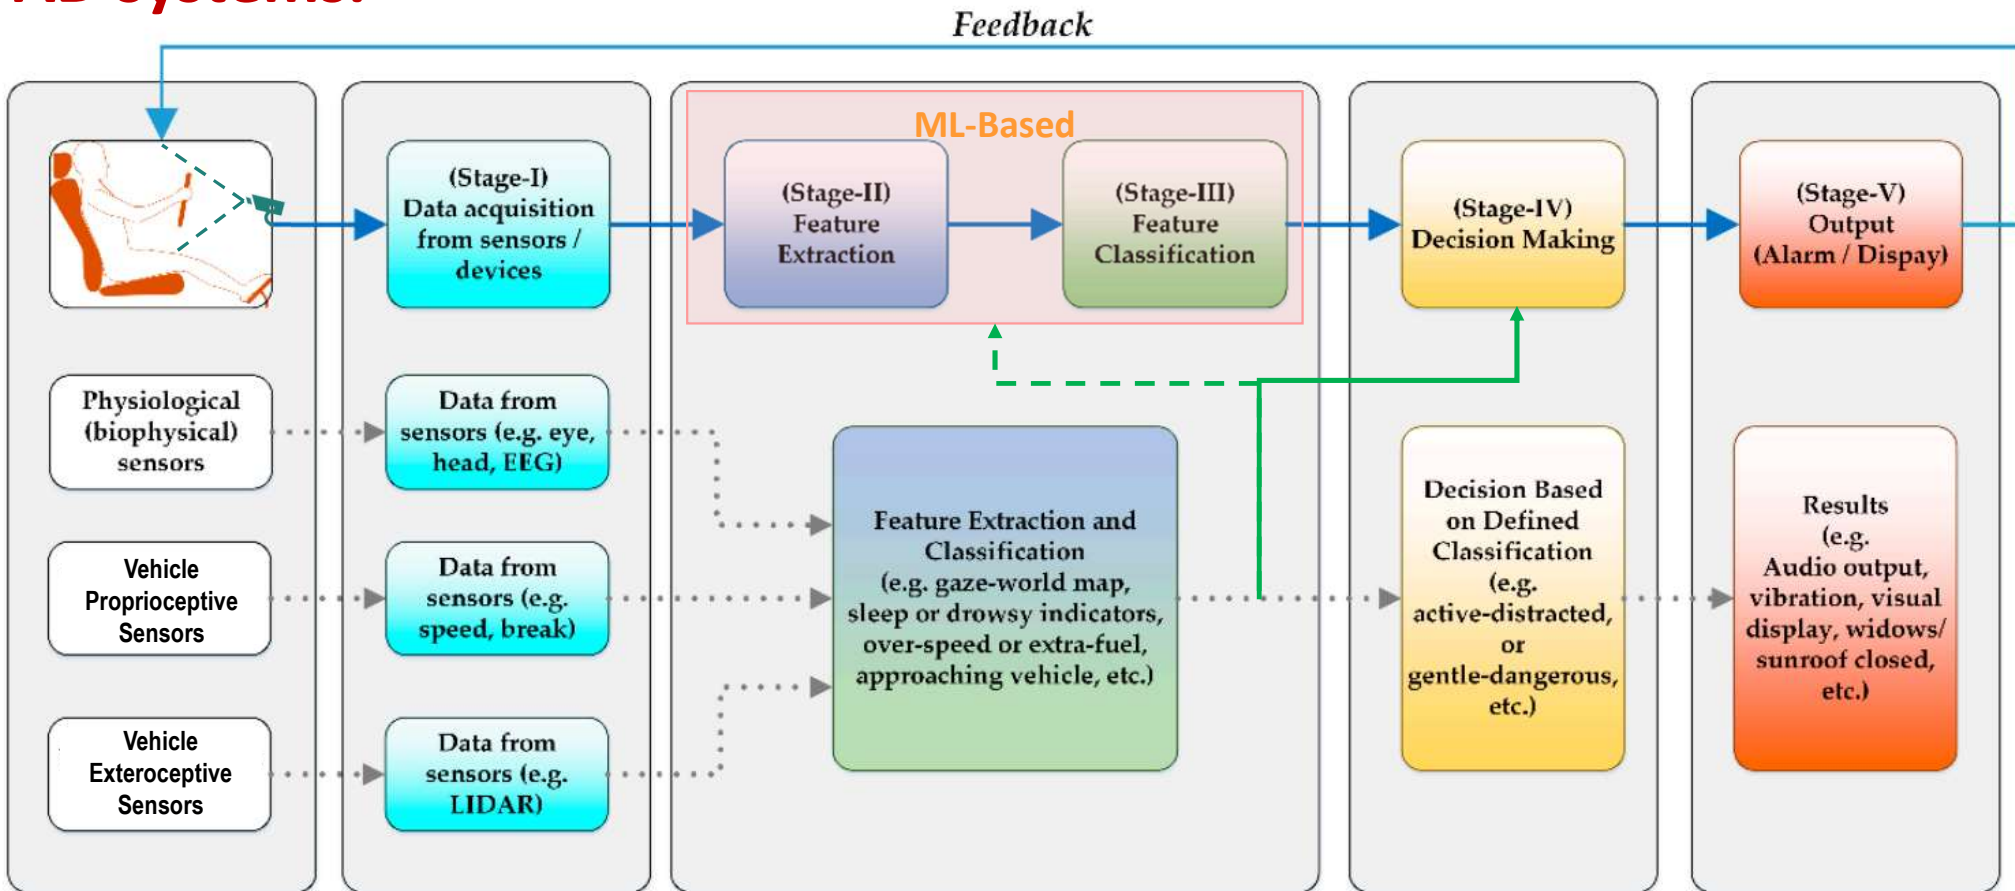 Feedback
ML-Based
(Stage-I)
Data acquisition
from sensors /
devices
(Stage-II)
Feature
Extraction
(Stage-III)
Feature
Classification
(Stage-IV)
Decision Making
(Stage-V)
Output
(Alarm / Dispay)
Physiological
(biophysical)
sensors
Data from
sensors (e.g. eye,
head, EEG)
Vehicle
Proprioceptive
Sensors
Data from
sensors (e.g.
speed, break)
Vehicle
Exteroceptive
Sensors
Data from
sensors (e.g.
LIDAR)
Feature Extraction and
Classification
(e.g. gaze-world map,
sleep or drowsy indicators,
over-speed or extra-fuel,
approaching vehicle, etc.)
Decision Based
on Defined
Classification
(e.g.
active-distracted,
or
gentle-dangerous,
etc.)
Results
(e.g.
Audio output,
vibration, visual
display, widows/
sunroof closed,
etc.)